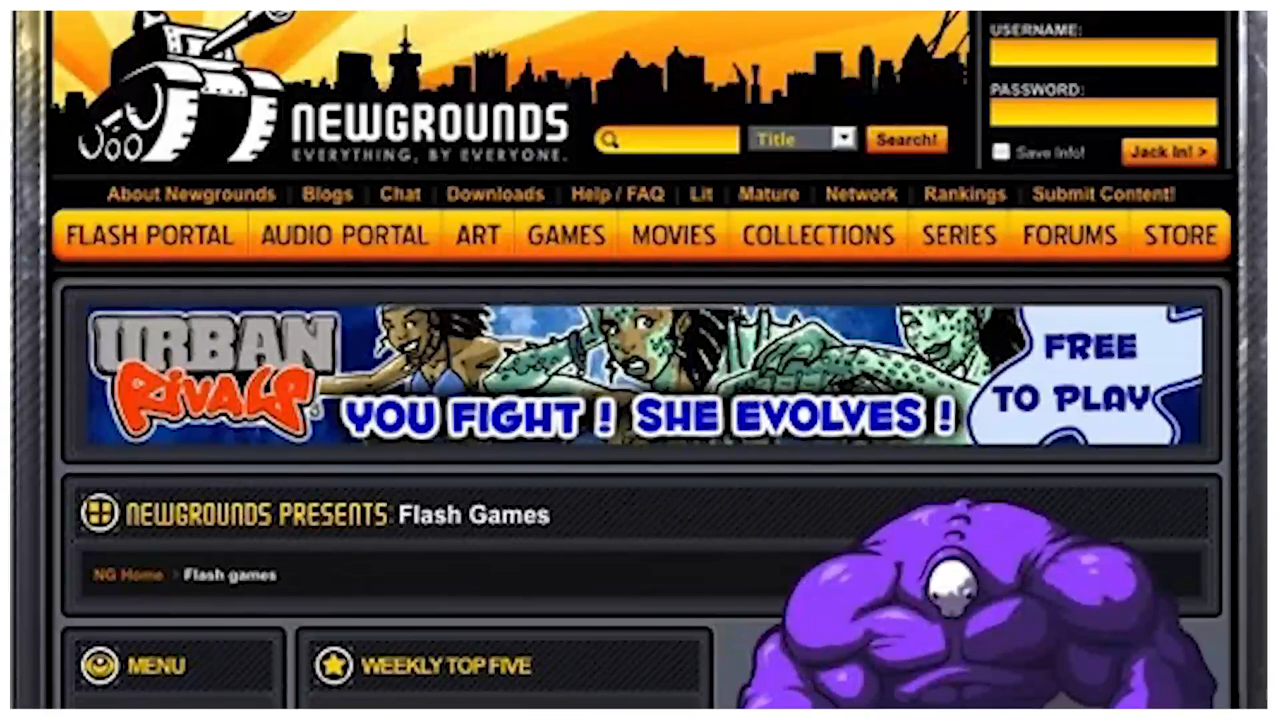 USERNAME:
PASSWORD:
NEWGROUNDS
EVERYTHING, BY EVERYONE.
Title
Search!
Save Info!
Jack In! >
About Newgrounds | Blogs | Chat | Downloads | Help / FAQ | Lit | Mature | Network | Rankings | Submit Content!
FLASH PORTAL AUDIO PORTAL ART GAMES MOVIES COLLECTIONS SERIES FORUMS STORE
URBAN
RIVALS
YOU FIGHT ! SHE EVOLVES !
FREE
TO PLAY
NEWGROUNDS PRESENTS Flash Games
NG Home > Flash games
MENU
WEEKLY TOP FIVE